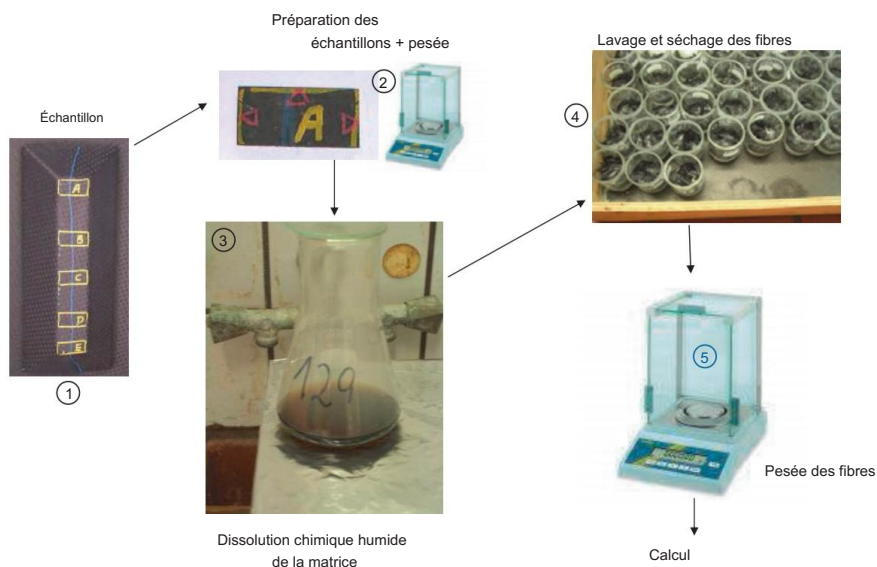 Préparation des
échantillons + pesée
Échantillon
A
B
C
D
E
1
2
A
3
129
Dissolution chimique humide
de la matrice
Lavage et séchage des fibres
4
5
Pesée des fibres
Calcul